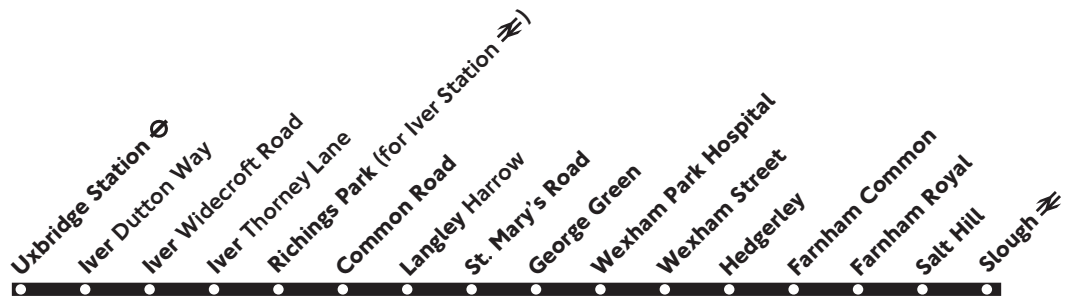 Uxbridge Station
Iver Dutton Way
Iver Widecroft Road
Iver Thorney Lane
Richings Park (for Iver Station)
Common Road
Langley Harrow
St. Mary's Road
George Green
Wexham Park Hospital
Wexham Street
Hedgerley
Farnham Common
Farnham Royal
Salt Hill
Slough